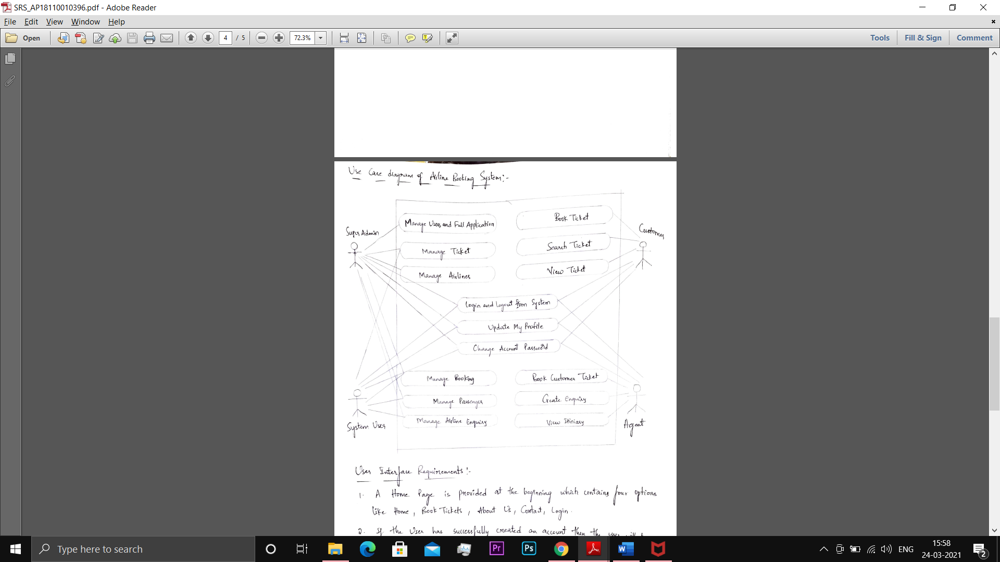 SRS_AP18110010396.pdf - Adobe Reader
File Edit View Window Help
Open 4 / 5 72.3% Tools Fill & Sign Comment
Use Case diagram of Airline Booking System:-
Manage Users and Full Application
Book Ticket
Super Admin
Customer
Manage Ticket
Search Ticket
Manage Airlines
View Ticket
Login and Logout from System
Update My Profile
Change Account Password
Manage Booking
Book Customer Ticket
Manage Passenger
Create Enquiry
Manage Airline Enquiry
View Itiniary
System User
Agent
User Interface Requirements:-
1. A Home Page is provided at the beginning which contains four options
like Home, Book Tickets, About Us, Contact, Login.
2. If the User has successfully created an account then the user will
Type here to search
ENG
15:58
24-03-2021
2